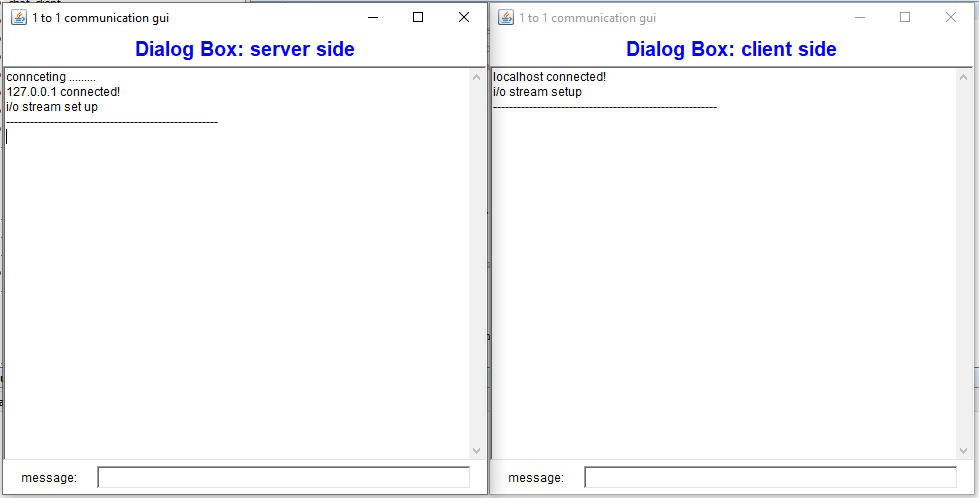 1 to 1 communication gui
Dialog Box: server side
connceting .........
127.0.0.1 connected!
i/o stream set up
-----------------------------------------------------
message:
1 to 1 communication gui
Dialog Box: client side
localhost connected!
i/o stream setup
--------------------------------------------------------
message: